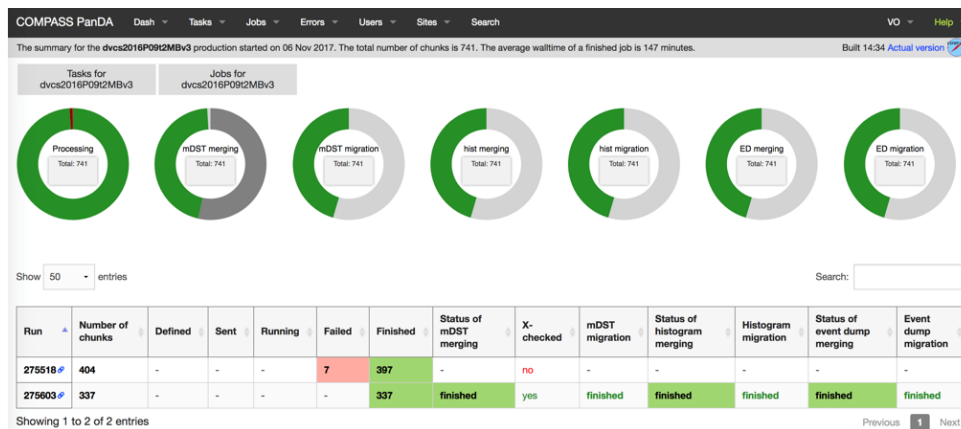 COMPASS PanDA Dash Tasks Jobs Errors Users Sites Search VO Help
The summary for the dvcs2016P09t2MBv3 production started on 06 Nov 2017. The total number of chunks is 741. The average walltime of a finished job is 147 minutes. Built 14:34 Actual version
Tasks for
dvcs2016P09t2MBv3
Jobs for
dvcs2016P09t2MBv3
Processing
Total: 741
mDST merging
Total: 741
mDST migration
Total: 741
hist merging
Total: 741
hist migration
Total: 741
ED merging
Total: 741
ED migration
Total: 741
Show 50 entries Search:
Run
Number of
chunks
Defined
Sent
Running
Failed
Finished
Status of
mDST
merging
X-
checked
mDST
migration
Status of
histogram
merging
Histogram
migration
Status of
event dump
merging
Event
dump
migration
275518 404 - - - 7 397 - no - - - - -
275603 337 - - - - 337 finished yes finished finished finished finished finished
Showing 1 to 2 of 2 entries Previous 1 Next